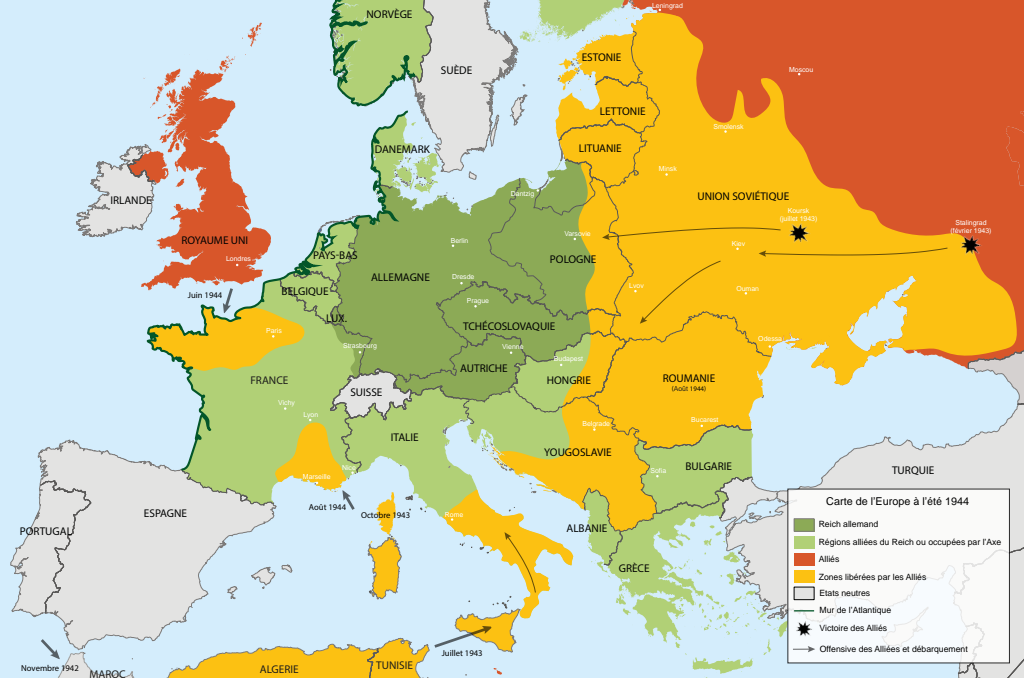 NORVÈGE
Leningrad
SUÈDE
ESTONIE
Moscou
LETTONIE
Smolensk
DANEMARK
LITUANIE
Minsk
IRLANDE
Dantzig
UNION SOVIÉTIQUE
Koursk
(juillet 1943)
Stalingrad
(février 1943)
ROYAUME UNI
Londres
PAYS-BAS
Berlin
Varsovie
Kiev
POLOGNE
ALLEMAGNE
Dresde
Juin 1944
BELGIQUE
Prague
Lvov
Ouman
LUX.
TCHÉCOSLOVAQUIE
Paris
Strasbourg
Vienne
Odessa
Budapest
AUTRICHE
FRANCE
HONGRIE
ROUMANIE
(Août 1944)
SUISSE
Vichy
Lyon
Belgrade
Bucarest
ITALIE
YOUGOSLAVIE
Nice
Marseille
Sofia
BULGARIE
TURQUIE
Août 1944
Octobre 1943
Rome
ESPAGNE
PORTUGAL
ALBANIE
GRÈCE
Juillet 1943
Novembre 1942
MAROC
ALGERIE
TUNISIE
Carte de l'Europe à l'été 1944
Reich allemand
Régions alliées du Reich ou occupées par l'Axe
Alliés
Zones libérées par les Alliés
Etats neutres
Mur de l'Atlantique
Victoire des Alliés
Offensive des Alliées et débarquement